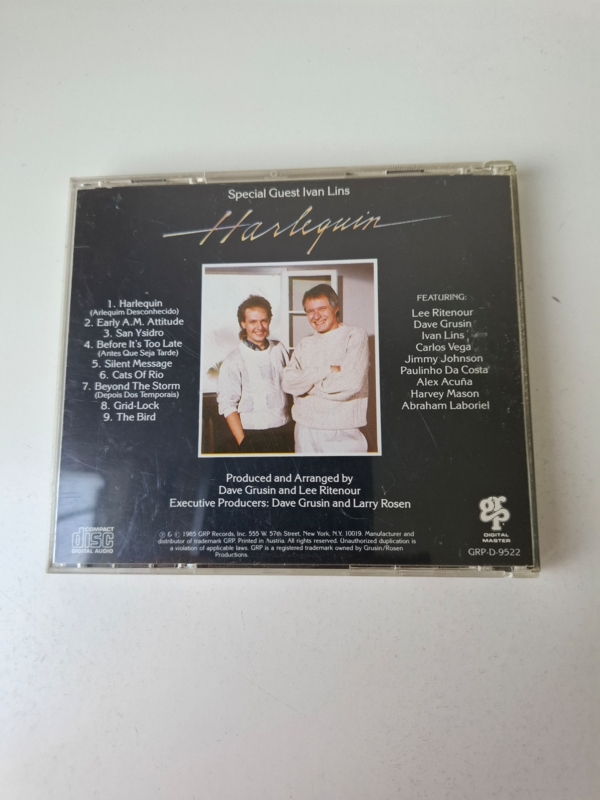 Special Guest Ivan Lins
Harlequin
1. Harlequin
(Arlequim Desconhecido)
2. Early A.M. Attitude
3. San Ysidro
4. Before It's Too Late
(Antes Que Seja Tarde)
5. Silent Message
6. Cats Of Rio
7. Beyond The Storm
(Depois Dos Temporais)
8. Grid-Lock
9. The Bird
FEATURING:
Lee Ritenour
Dave Grusin
Ivan Lins
Carlos Vega
Jimmy Johnson
Paulinho Da Costa
Alex Acuña
Harvey Mason
Abraham Laboriel
Produced and Arranged by
Dave Grusin and Lee Ritenour
Executive Producers: Dave Grusin and Larry Rosen
COMPACT
disc
DIGITAL AUDIO
℗ & © 1985 GRP Records, Inc. 555 W. 57th Street, New York, N.Y. 10019. Manufacturer and
distributor of trademark GRP. Printed in Austria. All rights reserved. Unauthorized duplication is
a violation of applicable laws. GRP is a registered trademark owned by Grusin/Rosen
Productions.
grp
DIGITAL
MASTER
GRP-D-9522